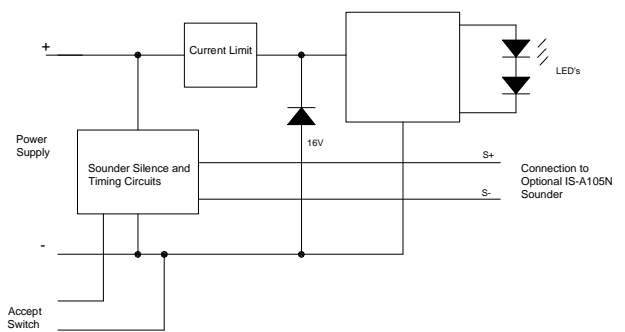 +
Current Limit
LED's
Power
Supply
16V
Sounder Silence and
Timing Circuits
S+
S-
Connection to
Optional IS-A105N
Sounder
-
Accept
Switch